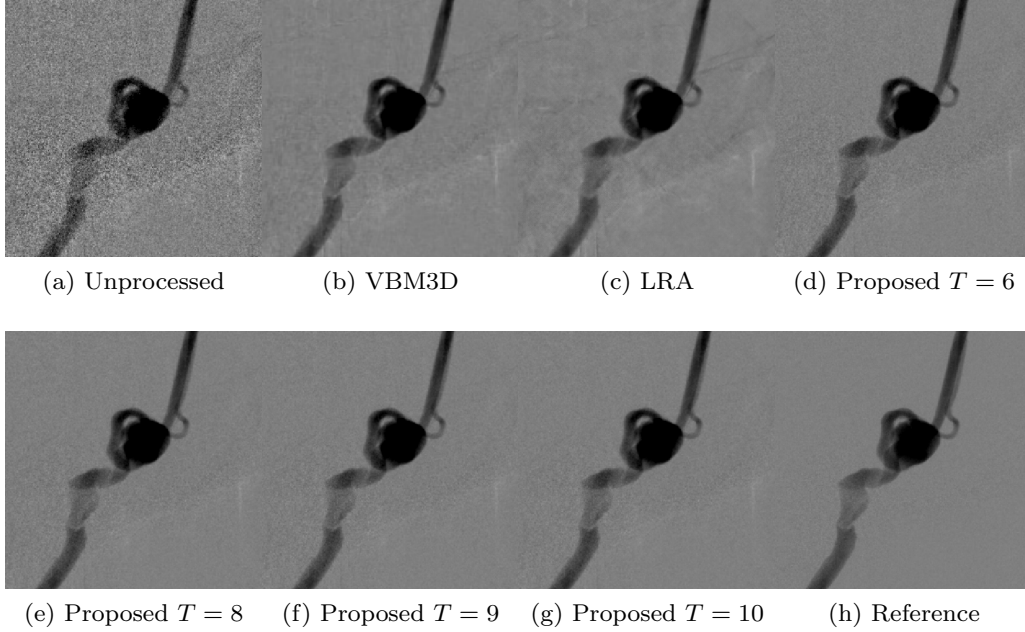 (a) Unprocessed
(b) VBM3D
(c) LRA
(d) Proposed T = 6
(e) Proposed T = 8
(f) Proposed T = 9
(g) Proposed T = 10
(h) Reference